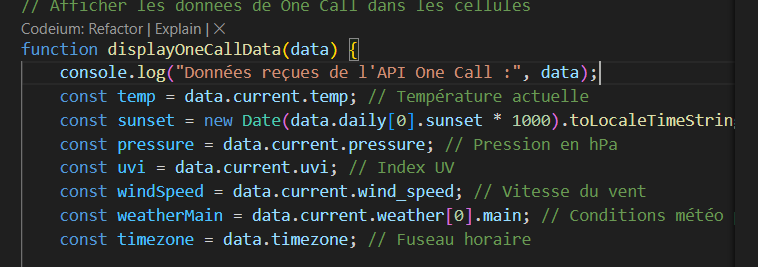 // Afficher les données de One Call dans les cellules
Codeium: Refactor | Explain | ×
function displayOneCallData(data) {
console.log("Données reçues de l'API One Call :", data);
const temp = data.current.temp; // Température actuelle
const sunset = new Date(data.daily[0].sunset * 1000).toLocaleTimeString
const pressure = data.current.pressure; // Pression en hPa
const uvi = data.current.uvi; // Index UV
const windSpeed = data.current.wind_speed; // Vitesse du vent
const weatherMain = data.current.weather[0].main; // Conditions météo
const timezone = data.timezone; // Fuseau horaire